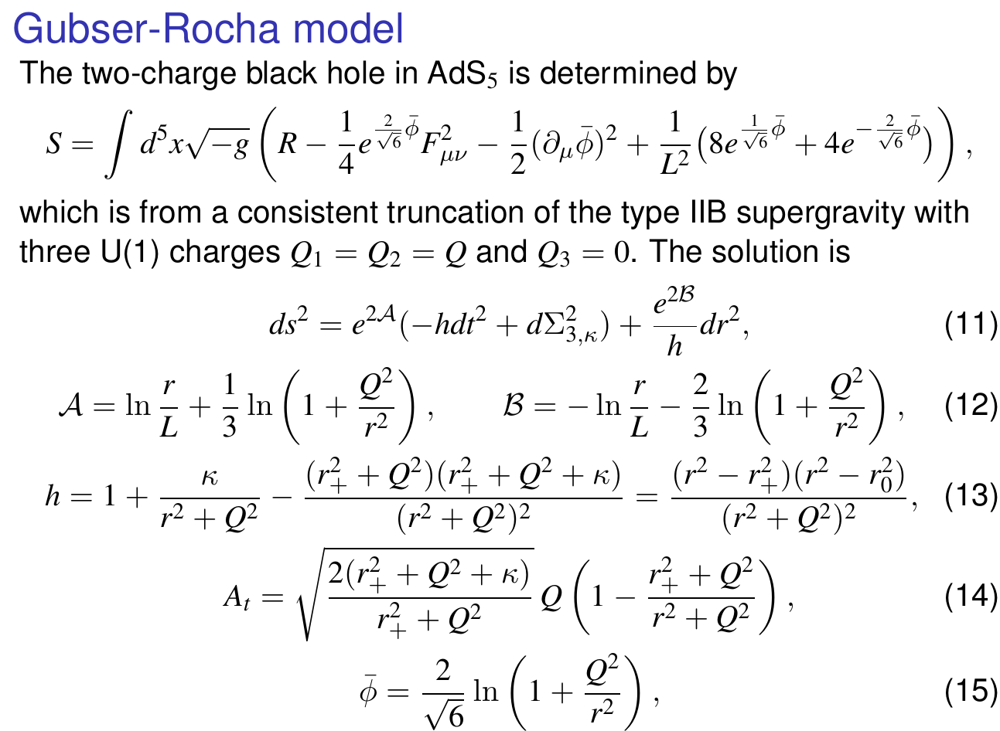 Gubser-Rocha model
The two-charge black hole in AdS$_5$ is determined by
$S = \int d^5x\sqrt{-g}\left(R - \frac{1}{4}e^{\frac{2}{\sqrt{6}}\bar{\phi}}F_{\mu\nu}^2 - \frac{1}{2}(\partial_\mu\bar{\phi})^2 + \frac{1}{L^2}\big(8e^{\frac{1}{\sqrt{6}}\bar{\phi}} + 4e^{-\frac{2}{\sqrt{6}}\bar{\phi}}\big)\right),$
which is from a consistent truncation of the type IIB supergravity with
three U(1) charges $Q_1 = Q_2 = Q$ and $Q_3 = 0$. The solution is
$ds^2 = e^{2\mathcal{A}}(-hdt^2 + d\Sigma_{3,\kappa}^2) + \frac{e^{2\mathcal{B}}}{h}dr^2,$ (11)
$\mathcal{A} = \ln\frac{r}{L} + \frac{1}{3}\ln\left(1 + \frac{Q^2}{r^2}\right), \quad \mathcal{B} = -\ln\frac{r}{L} - \frac{2}{3}\ln\left(1 + \frac{Q^2}{r^2}\right),$ (12)
$h = 1 + \frac{\kappa}{r^2 + Q^2} - \frac{(r_+^2 + Q^2)(r_+^2 + Q^2 + \kappa)}{(r^2 + Q^2)^2} = \frac{(r^2 - r_+^2)(r^2 - r_0^2)}{(r^2 + Q^2)^2},$ (13)
$A_t = \sqrt{\frac{2(r_+^2 + Q^2 + \kappa)}{r_+^2 + Q^2}}\,Q\left(1 - \frac{r_+^2 + Q^2}{r^2 + Q^2}\right),$ (14)
$\bar{\phi} = \frac{2}{\sqrt{6}}\ln\left(1 + \frac{Q^2}{r^2}\right),$ (15)